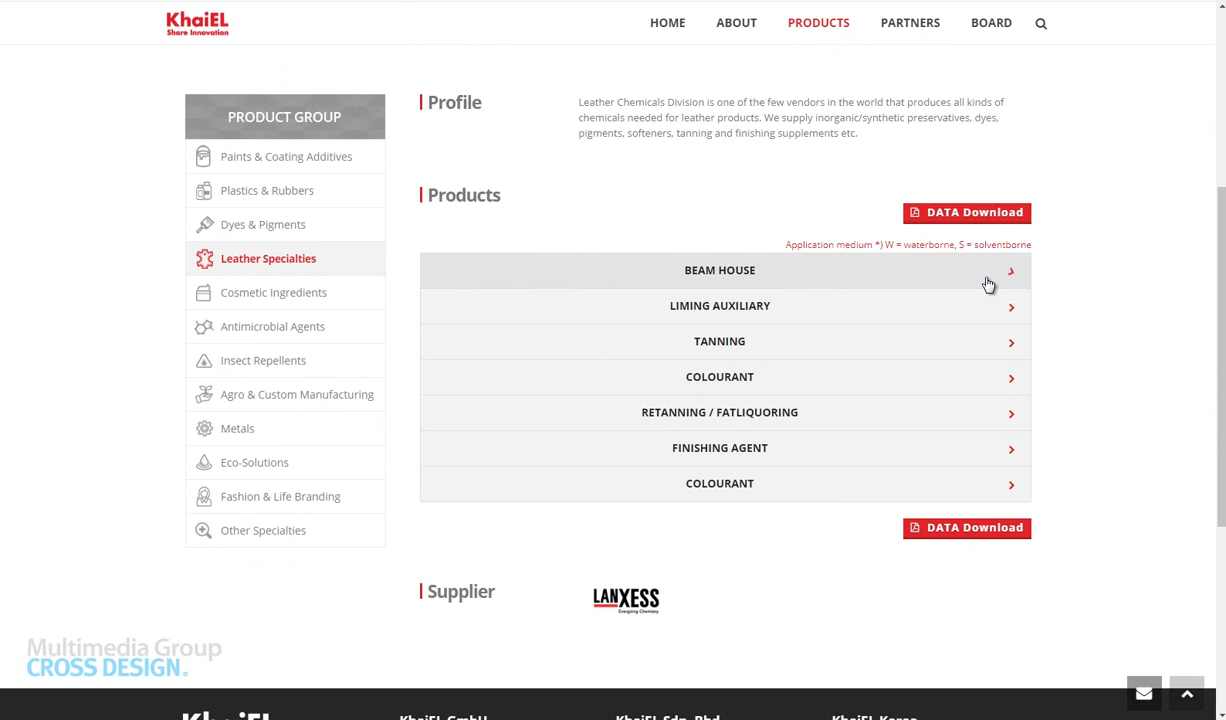 KhaiEL
Share Innovation
HOME
ABOUT
PRODUCTS
PARTNERS
BOARD
PRODUCT GROUP
Paints & Coating Additives
Plastics & Rubbers
Dyes & Pigments
Leather Specialties
Cosmetic Ingredients
Antimicrobial Agents
Insect Repellents
Agro & Custom Manufacturing
Metals
Eco-Solutions
Fashion & Life Branding
Other Specialties
Profile
Leather Chemicals Division is one of the few vendors in the world that produces all kinds of
chemicals needed for leather products. We supply inorganic/synthetic preservatives, dyes,
pigments, softeners, tanning and finishing supplements etc.
Products
DATA Download
Application medium *) W = waterborne, S = solventborne
BEAM HOUSE
LIMING AUXILIARY
TANNING
COLOURANT
RETANNING / FATLIQUORING
FINISHING AGENT
COLOURANT
DATA Download
Supplier
LANXESS
Energizing Chemistry
Multimedia Group
CROSS DESIGN.
KhaiEL
KhaiEL GmbH
KhaiEL Sdn. Bhd
KhaiEL Korea